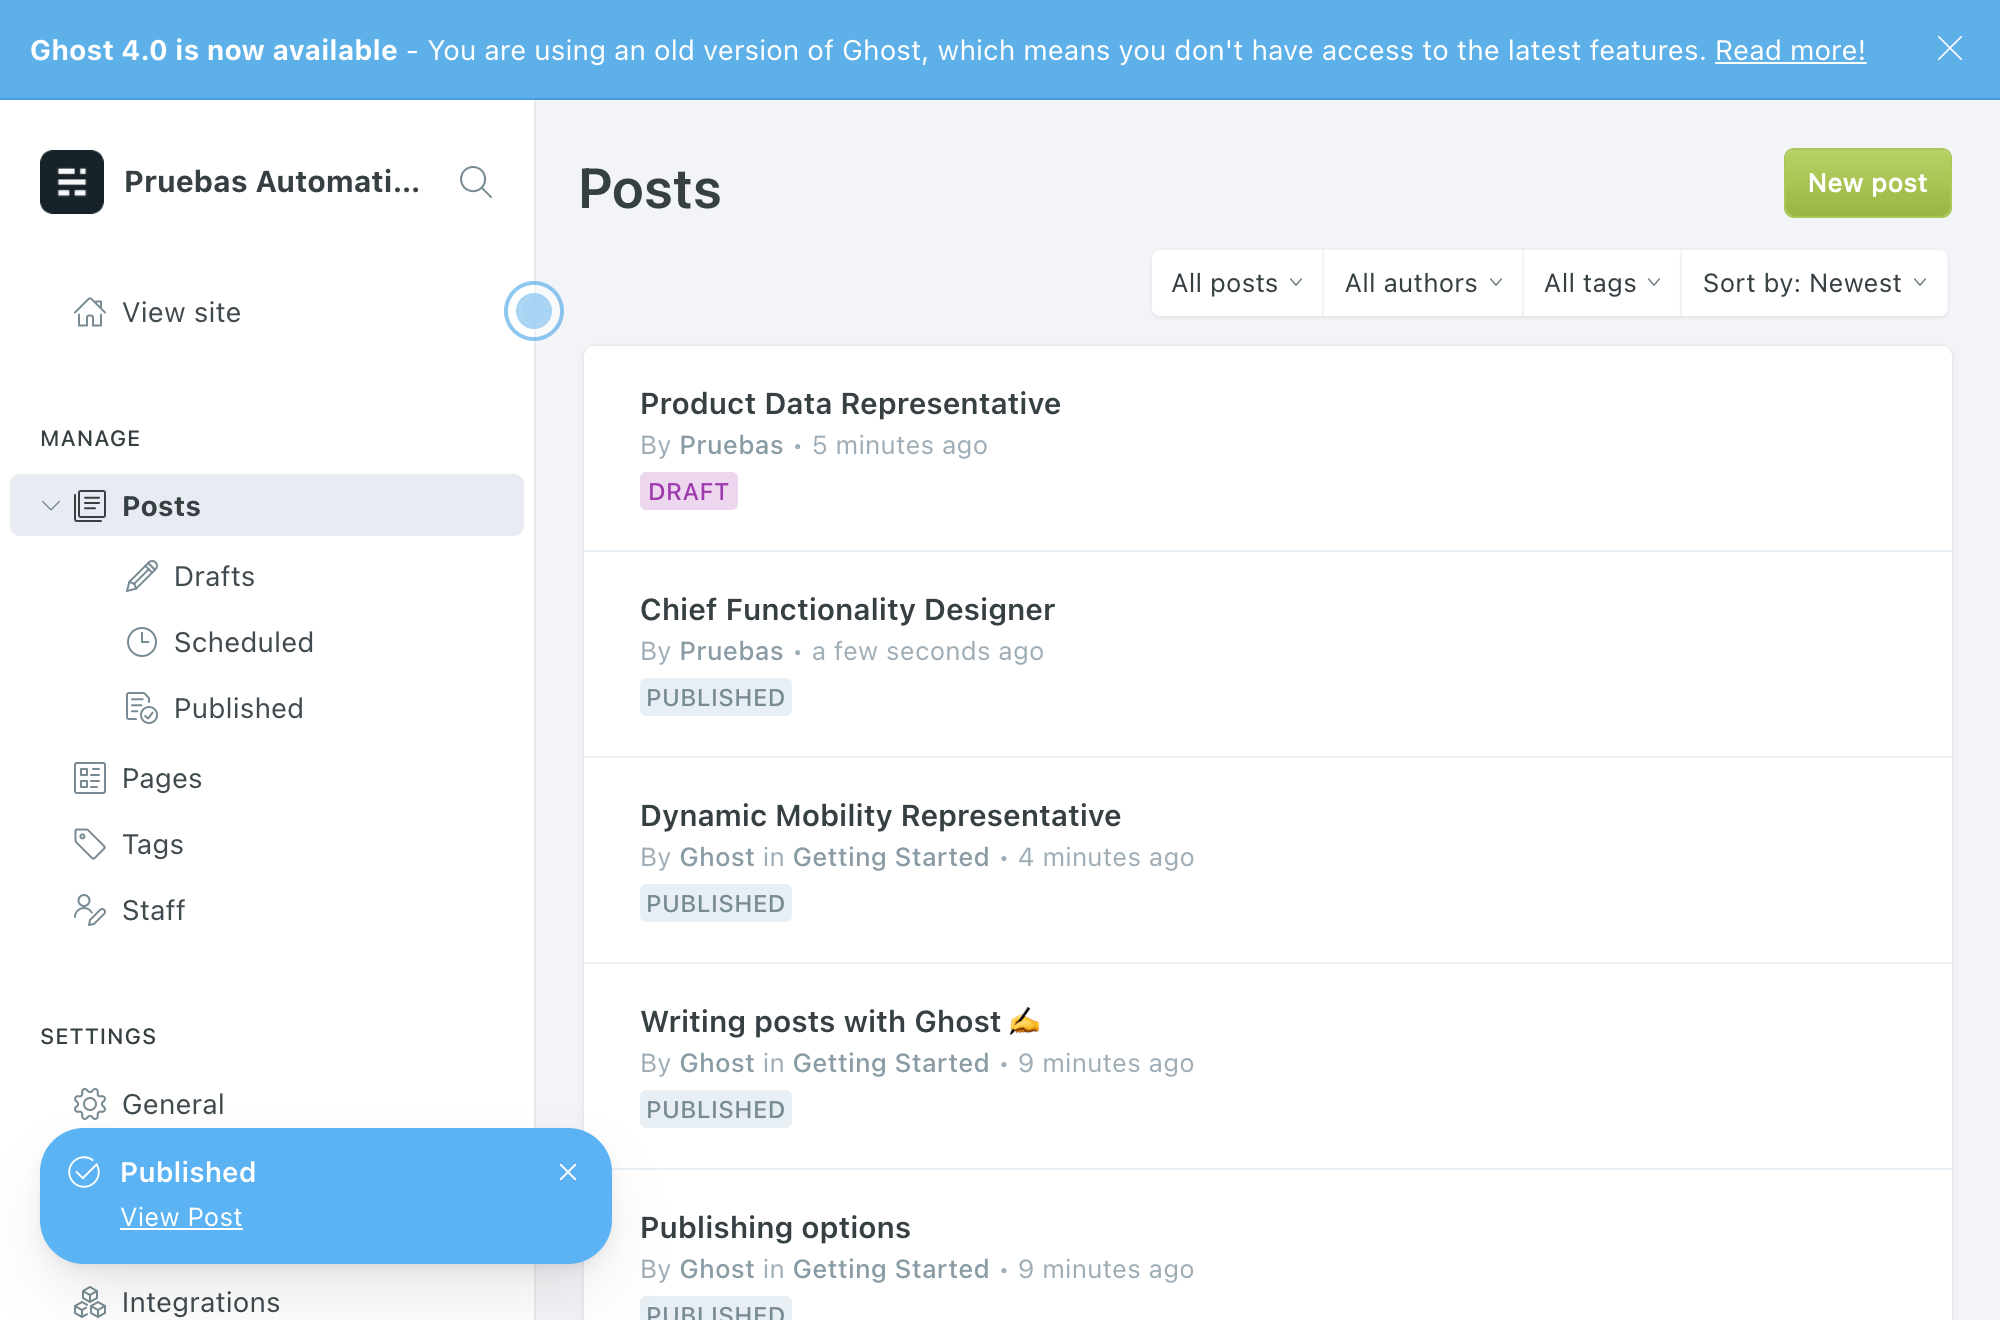 Ghost 4.0 is now available - You are using an old version of Ghost, which means you don't have access to the latest features. Read more!
Pruebas Automati...
View site
MANAGE
Posts
Drafts
Scheduled
Published
Pages
Tags
Staff
SETTINGS
General
Published
View Post
Integrations
Posts
New post
All posts
All authors
All tags
Sort by: Newest
Product Data Representative
By Pruebas • 5 minutes ago
DRAFT
Chief Functionality Designer
By Pruebas • a few seconds ago
PUBLISHED
Dynamic Mobility Representative
By Ghost in Getting Started • 4 minutes ago
PUBLISHED
Writing posts with Ghost ✍️
By Ghost in Getting Started • 9 minutes ago
PUBLISHED
Publishing options
By Ghost in Getting Started • 9 minutes ago
PUBLISHED